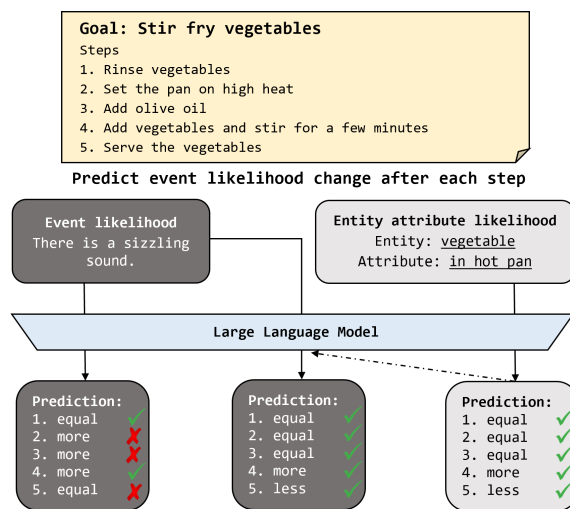 Goal: Stir fry vegetables
Steps
1. Rinse vegetables
2. Set the pan on high heat
3. Add olive oil
4. Add vegetables and stir for a few minutes
5. Serve the vegetables
Predict event likelihood change after each step
Event likelihood
There is a sizzling
sound.
Entity attribute likelihood
Entity: vegetable
Attribute: in hot pan
Large Language Model
Prediction:
1. equal
2. more
3. more
4. more
5. equal
Prediction:
1. equal
2. equal
3. equal
4. more
5. less
Prediction:
1. equal
2. equal
3. equal
4. more
5. less